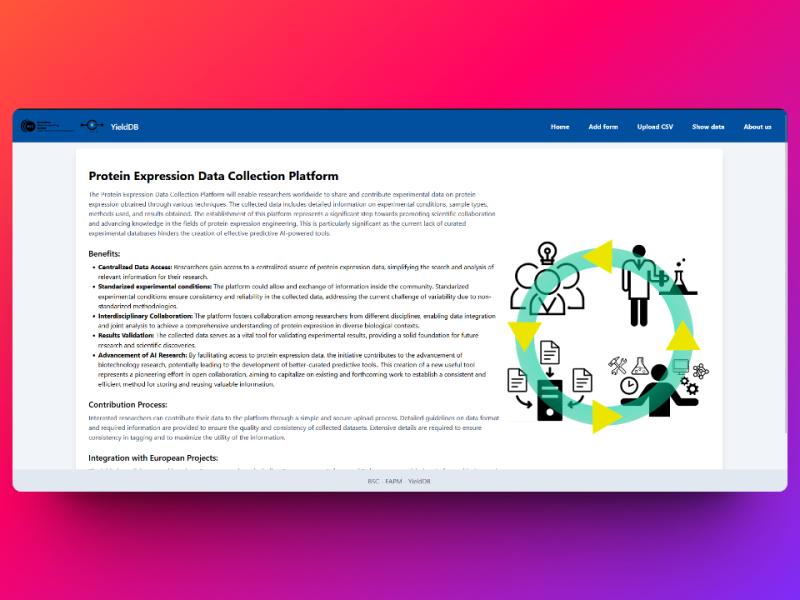 YieldDB
Home Add form Upload CSV Show data About us
Protein Expression Data Collection Platform
The Protein Expression Data Collection Platform will enable researchers worldwide to share and contribute experimental data on protein
expression obtained through various techniques. The collected data includes detailed information on experimental conditions, sample types,
methods used, and results obtained. The establishment of this platform represents a significant step towards promoting scientific collaboration
and advancing knowledge in the fields of protein expression engineering. This is particularly significant as the current lack of curated
experimental databases hinders the creation of effective predictive AI-powered tools.
Benefits:
• Centralized Data Access: Researchers gain access to a centralized source of protein expression data, simplifying the search and analysis of
relevant information for their research.
• Standarized experimental conditions: The platform could allow and exchange of information inside the community. Standarized
experimental conditions ensure consistency and reliability in the collected data, addressing the current challenge of variability due to non-
standarized methodologies.
• Interdisciplinary Collaboration: The platform fosters collaboration among researchers from different disciplines, enabling data integration
and joint analysis to achieve a comprehensive understanding of protein expression in diverse biological contexts.
• Results Validation: The collected data serves as a vital tool for validating experimental results, providing a solid foundation for future
research and scientific discoveries.
• Advancement of AI Research: By facilitating access to protein expression data, the initiative contributes to the advancement of
biotechnology research, potentially leading to the development of better-curated predictive tools. This creation of a new useful tool
represents a pioneering effort in open collaboration, aiming to capitalize on existing and forthcoming work to establish a consistent and
efficient method for storing and reusing valuable information.
Contribution Process:
Interested researchers can contribute their data to the platform through a simple and secure upload process. Detailed guidelines on data format
and required information are provided to ensure the quality and consistency of collected datasets. Extensive details are required to ensure
consistency in tagging and to maximize the utility of the information.
Integration with European Projects:
BSC - EAPM - YieldDB